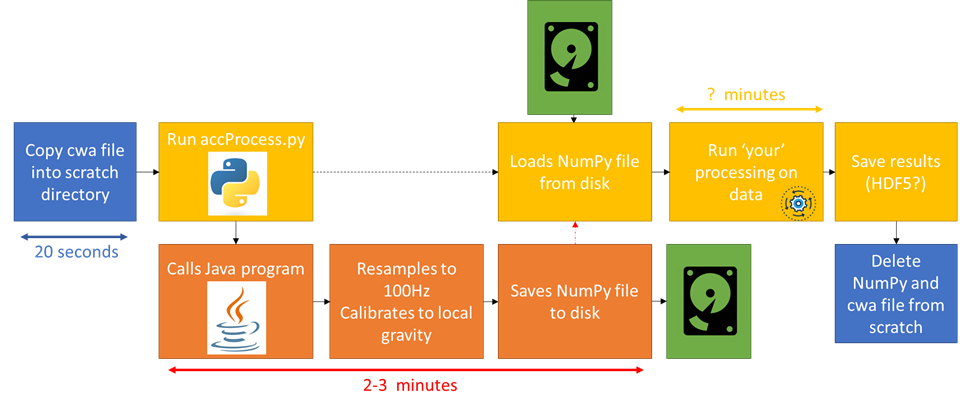 ? minutes
Copy cwa file
into scratch
directory
Run accProcess.py
Loads NumPy file
from disk
Run ‘your’
processing on
data
Save results
(HDF5?)
20 seconds
Calls Java program
Resamples to
100Hz
Calibrates to local
gravity
Saves NumPy file
to disk
Delete
NumPy and
cwa file from
scratch
2-3 minutes